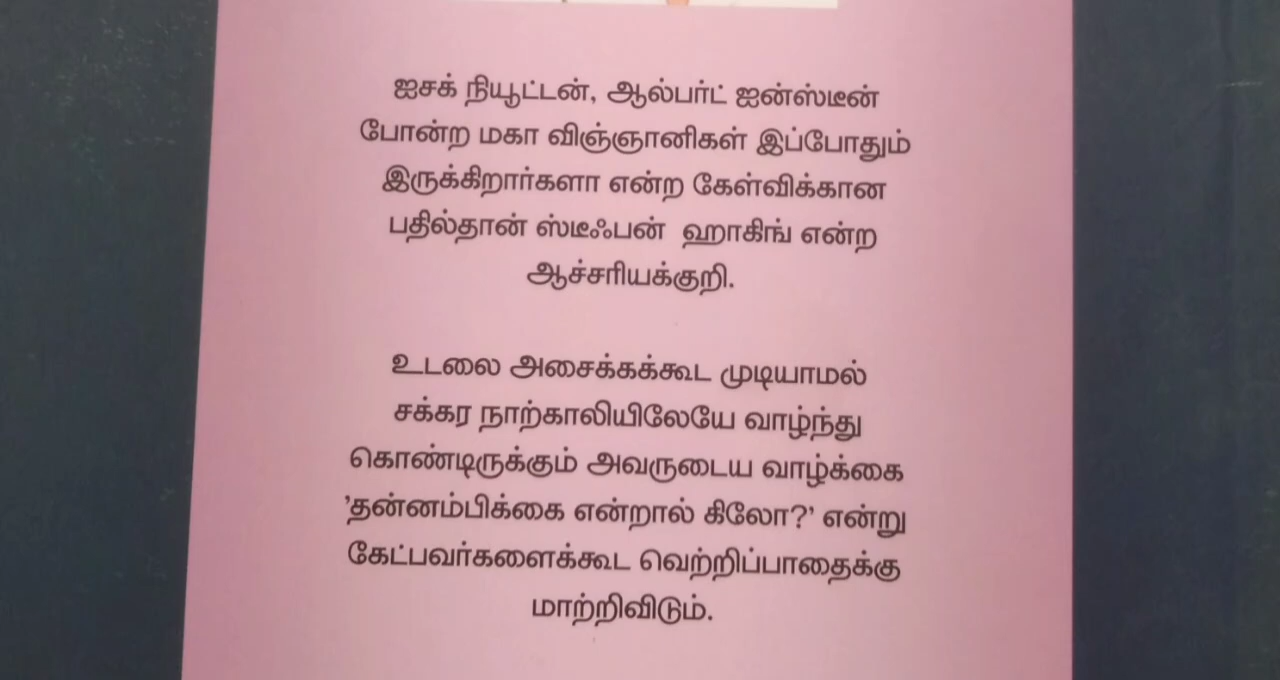 ஐசக் நியூட்டன், ஆல்பர்ட் ஐன்ஸ்டீன்
போன்ற மகா விஞ்ஞானிகள் இப்போதும்
இருக்கிறார்களா என்ற கேள்விக்கான
பதில்தான் ஸ்டீஃபன் ஹாகிங் என்ற
ஆச்சரியக்குறி.
உடலை அசைக்கக்கூட முடியாமல்
சக்கர நாற்காலியிலேயே வாழ்ந்து
கொண்டிருக்கும் அவருடைய வாழ்க்கை
'தன்னம்பிக்கை என்றால் கிலோ?' என்று
கேட்பவர்களைக்கூட வெற்றிப்பாதைக்கு
மாற்றிவிடும்.